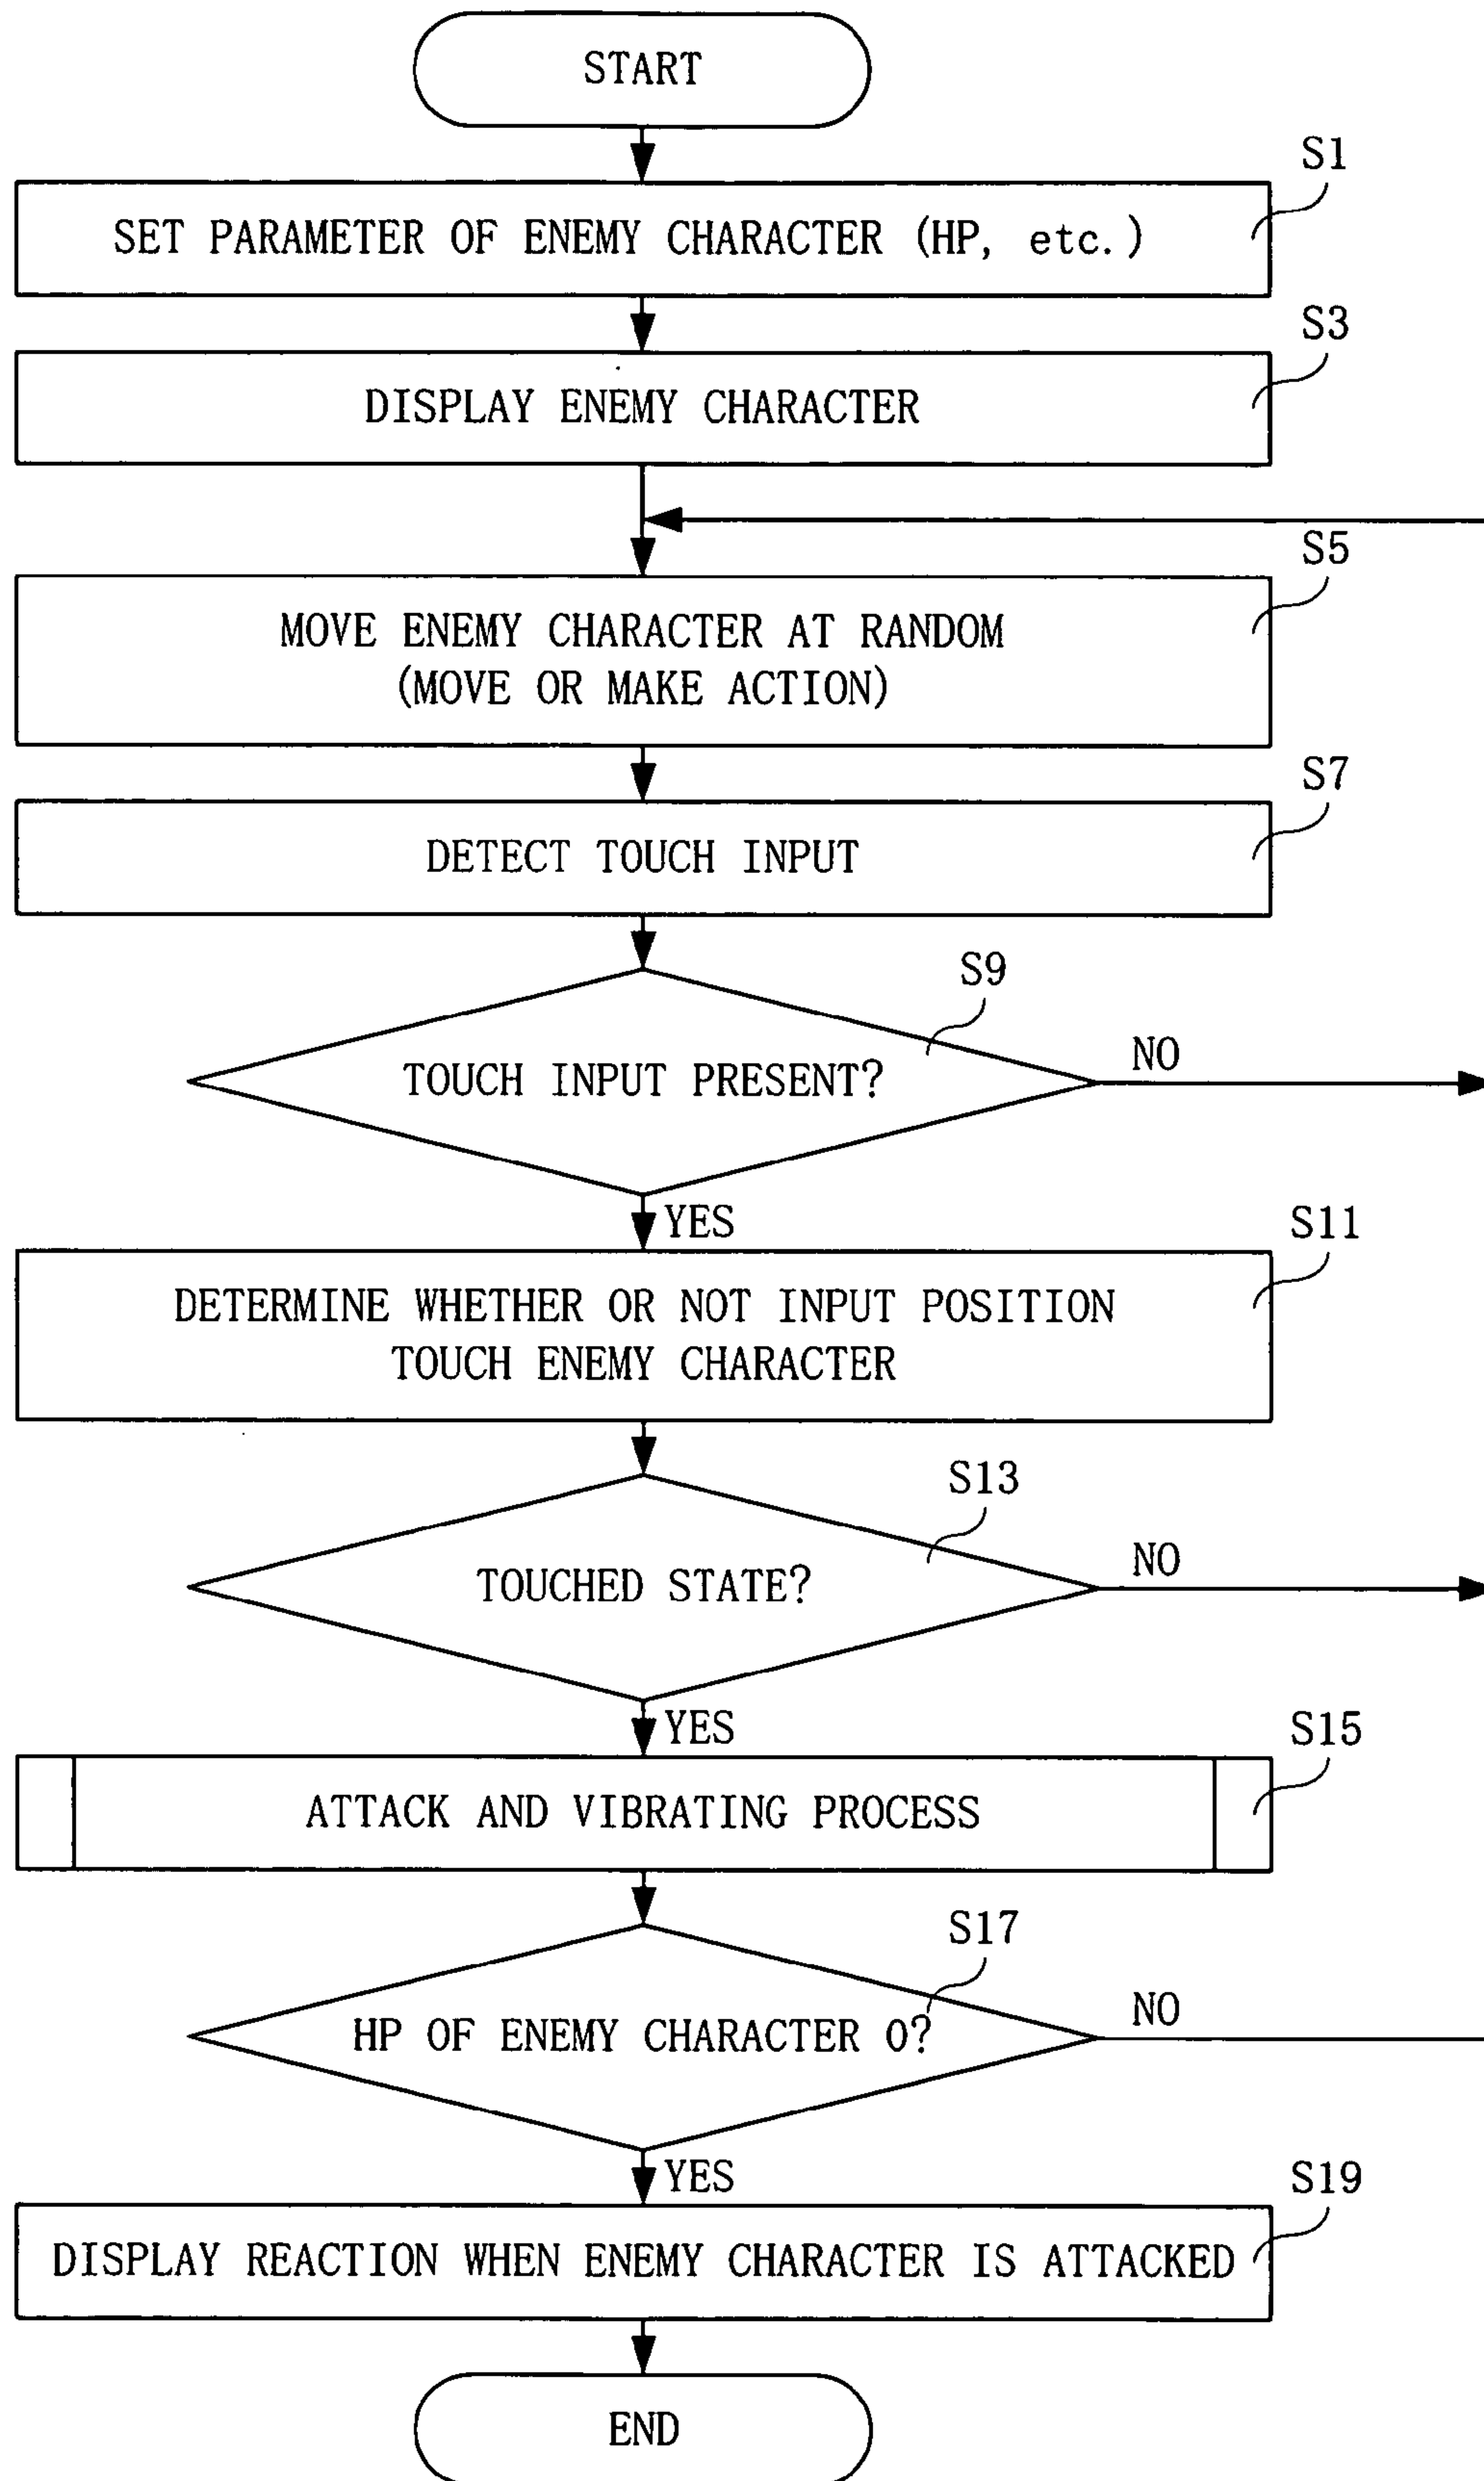 START
S1
SET PARAMETER OF ENEMY CHARACTER (HP, etc.)
S3
DISPLAY ENEMY CHARACTER
S5
MOVE ENEMY CHARACTER AT RANDOM
(MOVE OR MAKE ACTION)
S7
DETECT TOUCH INPUT
S9
TOUCH INPUT PRESENT?
NO
YES
S11
DETERMINE WHETHER OR NOT INPUT POSITION
TOUCH ENEMY CHARACTER
S13
TOUCHED STATE?
NO
YES
S15
ATTACK AND VIBRATING PROCESS
S17
HP OF ENEMY CHARACTER 0?
NO
YES
S19
DISPLAY REACTION WHEN ENEMY CHARACTER IS ATTACKED
END